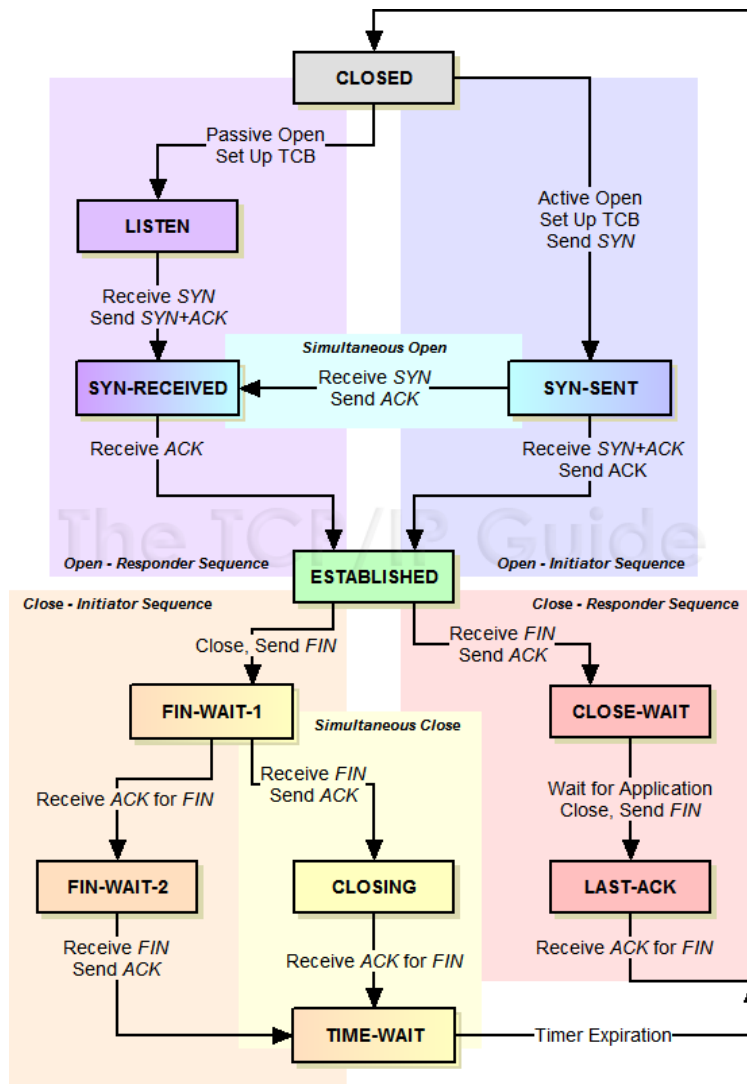 CLOSED
Passive Open
Set Up TCB
Active Open
Set Up TCB
Send SYN
LISTEN
Receive SYN
Send SYN+ACK
Simultaneous Open
Receive SYN
Send ACK
SYN-RECEIVED
SYN-SENT
Receive ACK
Receive SYN+ACK
Send ACK
The TCP/IP Guide
Open - Responder Sequence
ESTABLISHED
Open - Initiator Sequence
Close - Initiator Sequence
Close - Responder Sequence
Close, Send FIN
Receive FIN
Send ACK
FIN-WAIT-1
Simultaneous Close
CLOSE-WAIT
Receive ACK for FIN
Receive FIN
Send ACK
Wait for Application
Close, Send FIN
FIN-WAIT-2
CLOSING
LAST-ACK
Receive FIN
Send ACK
Receive ACK for FIN
Receive ACK for FIN
TIME-WAIT
Timer Expiration